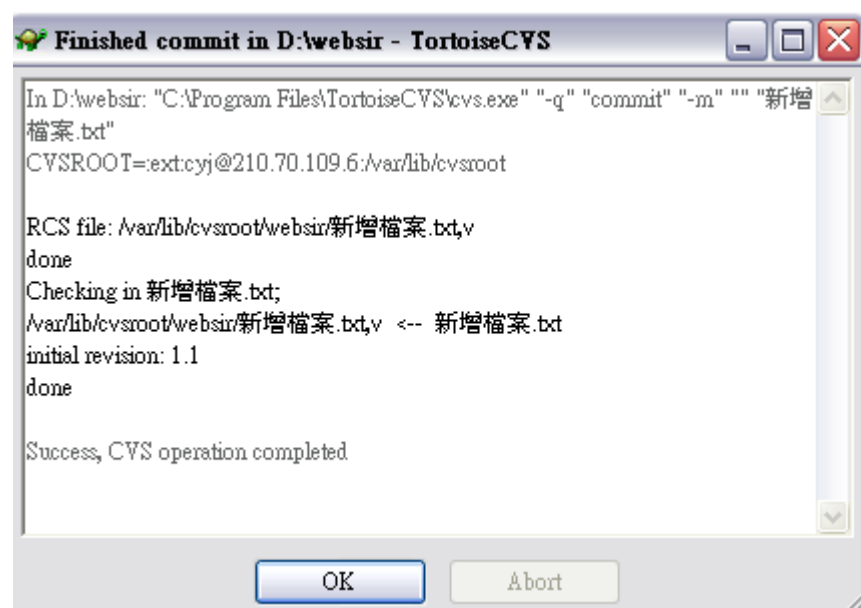 Finished commit in D:\websir - TortoiseCVS
In D:\websir: "C:\Program Files\TortoiseCVS\cvs.exe" "-q" "commit" "-m" "" "新增
檔案.txt"
CVSROOT=:ext:cyj@210.70.109.6:/var/lib/cvsroot
RCS file: /var/lib/cvsroot/websir/新增檔案.txt,v
done
Checking in 新增檔案.txt;
/var/lib/cvsroot/websir/新增檔案.txt,v <-- 新增檔案.txt
initial revision: 1.1
done
Success, CVS operation completed
OK Abort